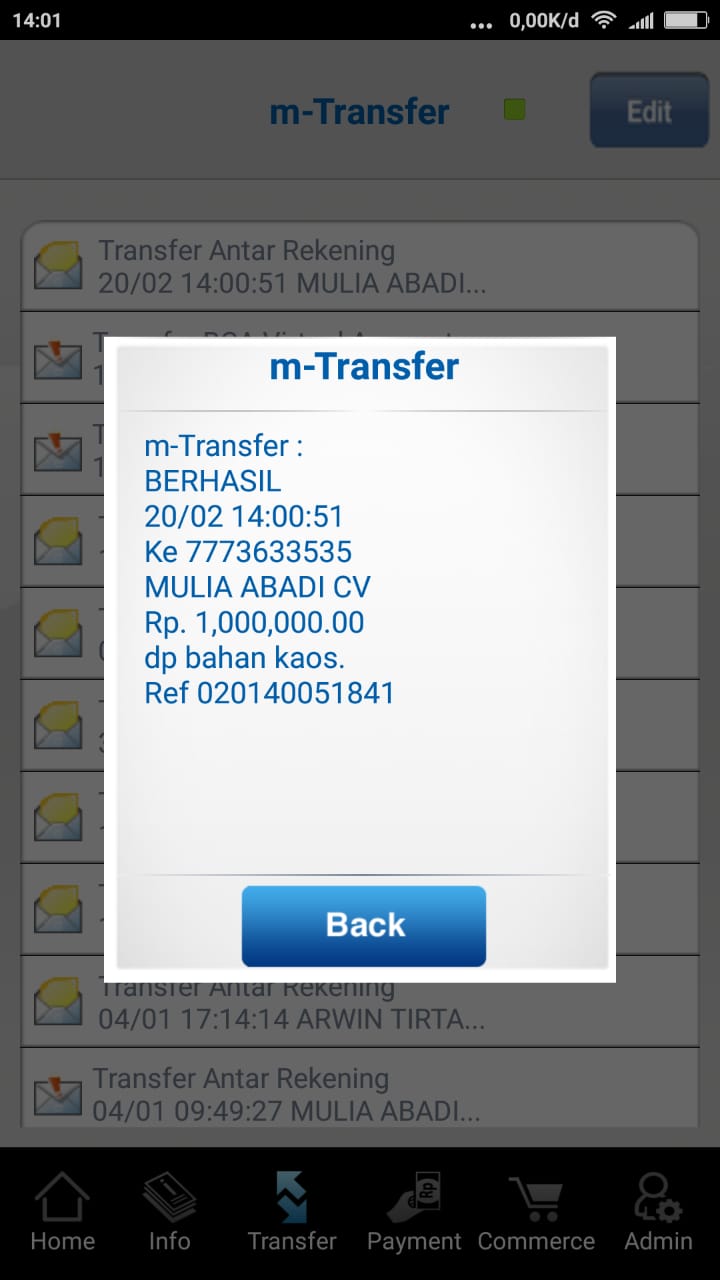 14:01
... 0,00K/d
m-Transfer
Edit
Transfer Antar Rekening
20/02 14:00:51 MULIA ABADI...
m-Transfer
m-Transfer :
BERHASIL
20/02 14:00:51
Ke 7773633535
MULIA ABADI CV
Rp. 1,000,000.00
dp bahan kaos.
Ref 020140051841
Back
Transfer Antar Rekening
04/01 17:14:14 ARWIN TIRTA...
Transfer Antar Rekening
04/01 09:49:27 MULIA ABADI...
Home Info Transfer Payment Commerce Admin